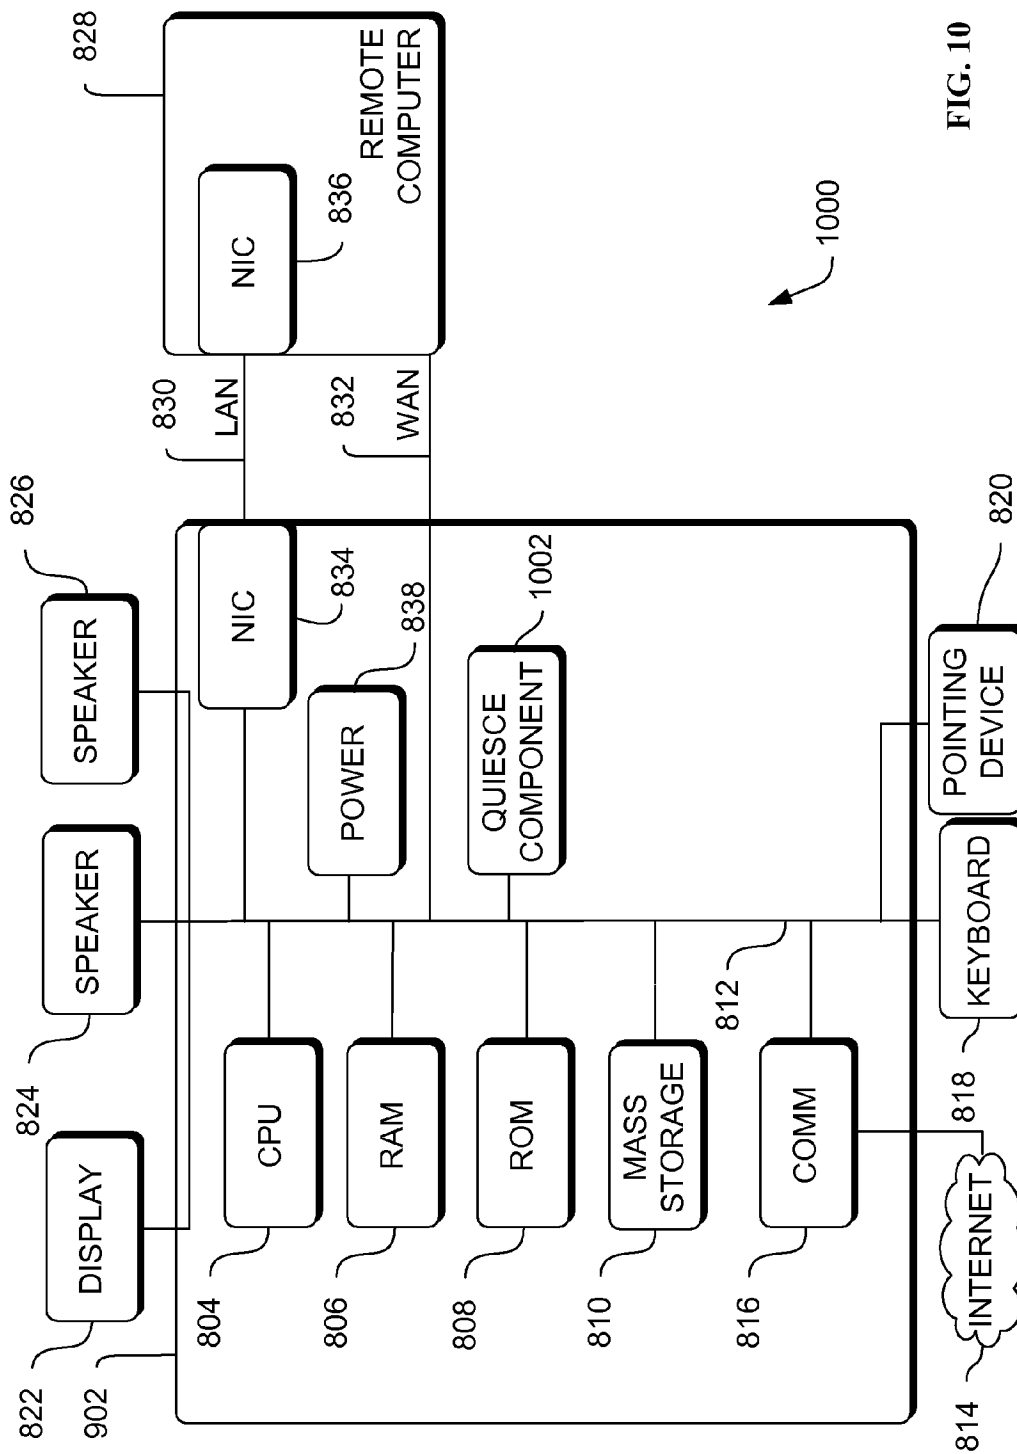 822
DISPLAY
824
SPEAKER
SPEAKER
826
902
804
CPU
806
RAM
808
ROM
810
MASS
STORAGE
816
COMM
812
NIC
834
POWER
838
QUIESCE
COMPONENT
1002
830
LAN
832
WAN
828
NIC
836
REMOTE
COMPUTER
814
INTERNET
818
KEYBOARD
POINTING
DEVICE
820
1000
FIG. 10